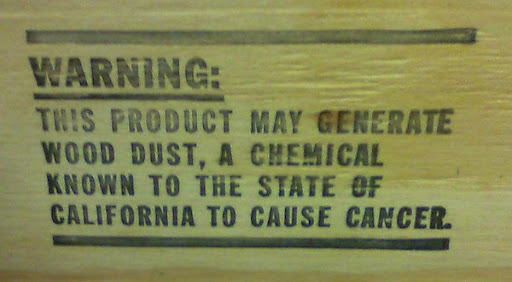 WARNING:
THIS PRODUCT MAY GENERATE
WOOD DUST, A CHEMICAL
KNOWN TO THE STATE OF
CALIFORNIA TO CAUSE CANCER.